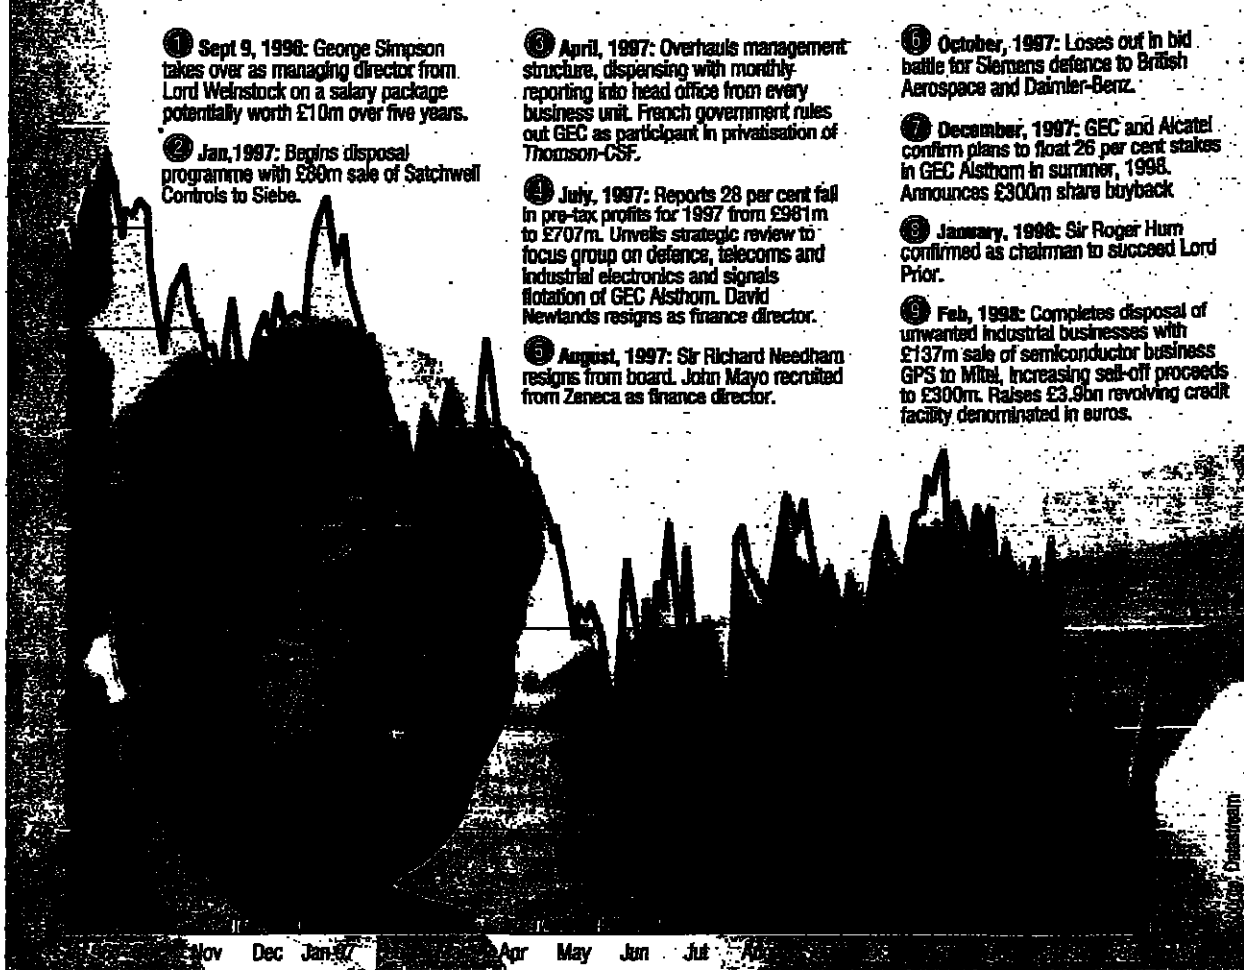 1 Sept 9, 1996: George Simpson
takes over as managing director from
Lord Weinstock on a salary package
potentially worth £10m over five years.
2 Jan,1997: Begins disposal
programme with £80m sale of Satchwell
Controls to Siebe.
3 April, 1997: Overhauls management
structure, dispensing with monthly
reporting into head office from every
business unit. French government rules
out GEC as participant in privatisation of
Thomson-CSF.
4 July, 1997: Reports 28 per cent fall
in pre-tax profits for 1997 from £981m
to £707m. Unveils strategic review to
focus group on defence, telecoms and
industrial electronics and signals
flotation of GEC Alsthom. David
Newlands resigns as finance director.
5 August, 1997: Sir Richard Needham
resigns from board. John Mayo recruited
from Zeneca as finance director.
6 October, 1997: Loses out in bid
battle for Siemens defence to British
Aerospace and Daimler-Benz.
7 December, 1997: GEC and Alcatel
confirm plans to float 26 per cent stakes
in GEC Alsthom in summer, 1998.
Announces £300m share buyback
8 January, 1998: Sir Roger Hurn
confirmed as chairman to succeed Lord
Prior.
9 Feb, 1998: Completes disposal of
unwanted industrial businesses with
£137m sale of semiconductor business
GPS to Mitel, increasing sell-off proceeds
to £300m. Raises £3.9bn revolving credit
facility denominated in euros.
Source: Datastream
Nov Dec Jan 97 Apr May Jun Jul